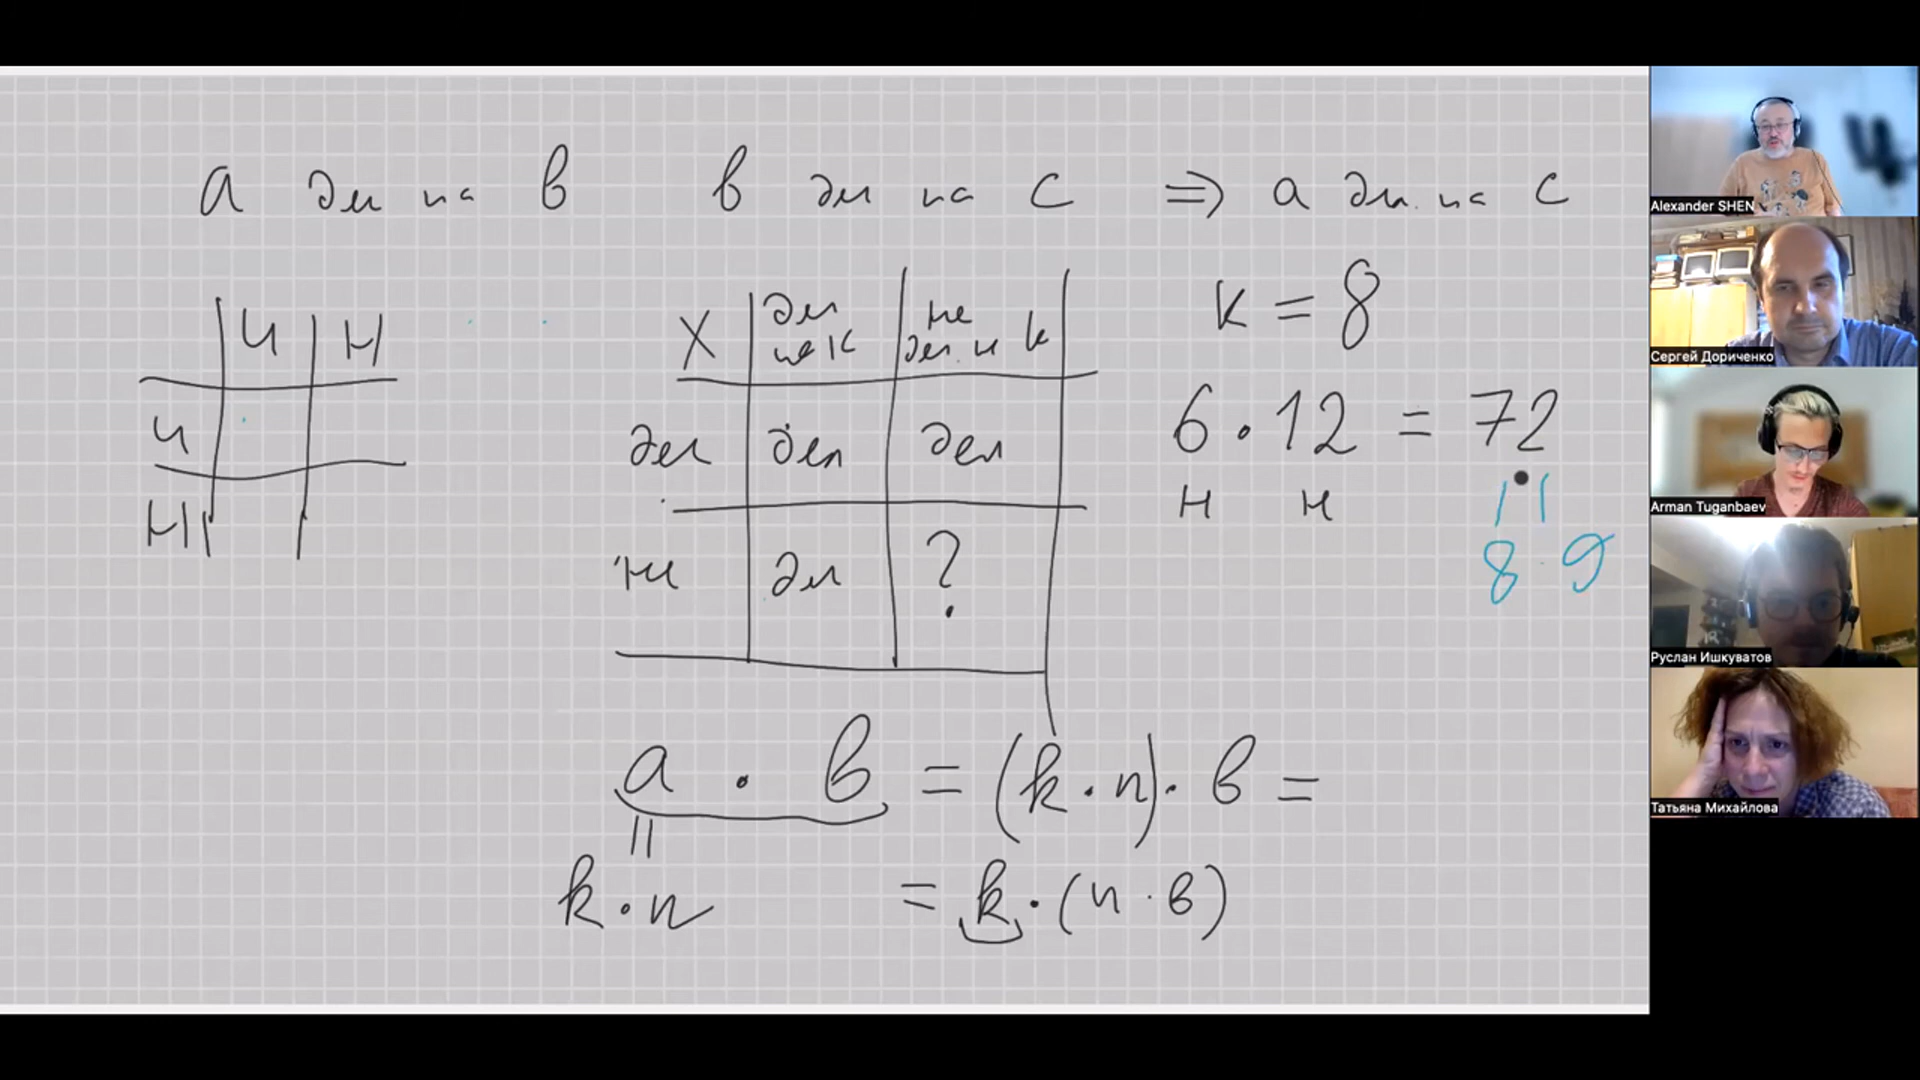 а дел на в в дел на с ⇒ а дел. на с
Ч Н
Ч
Н
X дел на к не дел. н к
дел дел дел
не дел ?
к = 8
6 · 12 = 72
н н
8 · 9
a · в = (k · n) · в =
k · n = k · (n · в)
Alexander SHEN
Сергей Дориченко
Arman Tuganbaev
Руслан Ишкуватов
Татьяна Михайлова